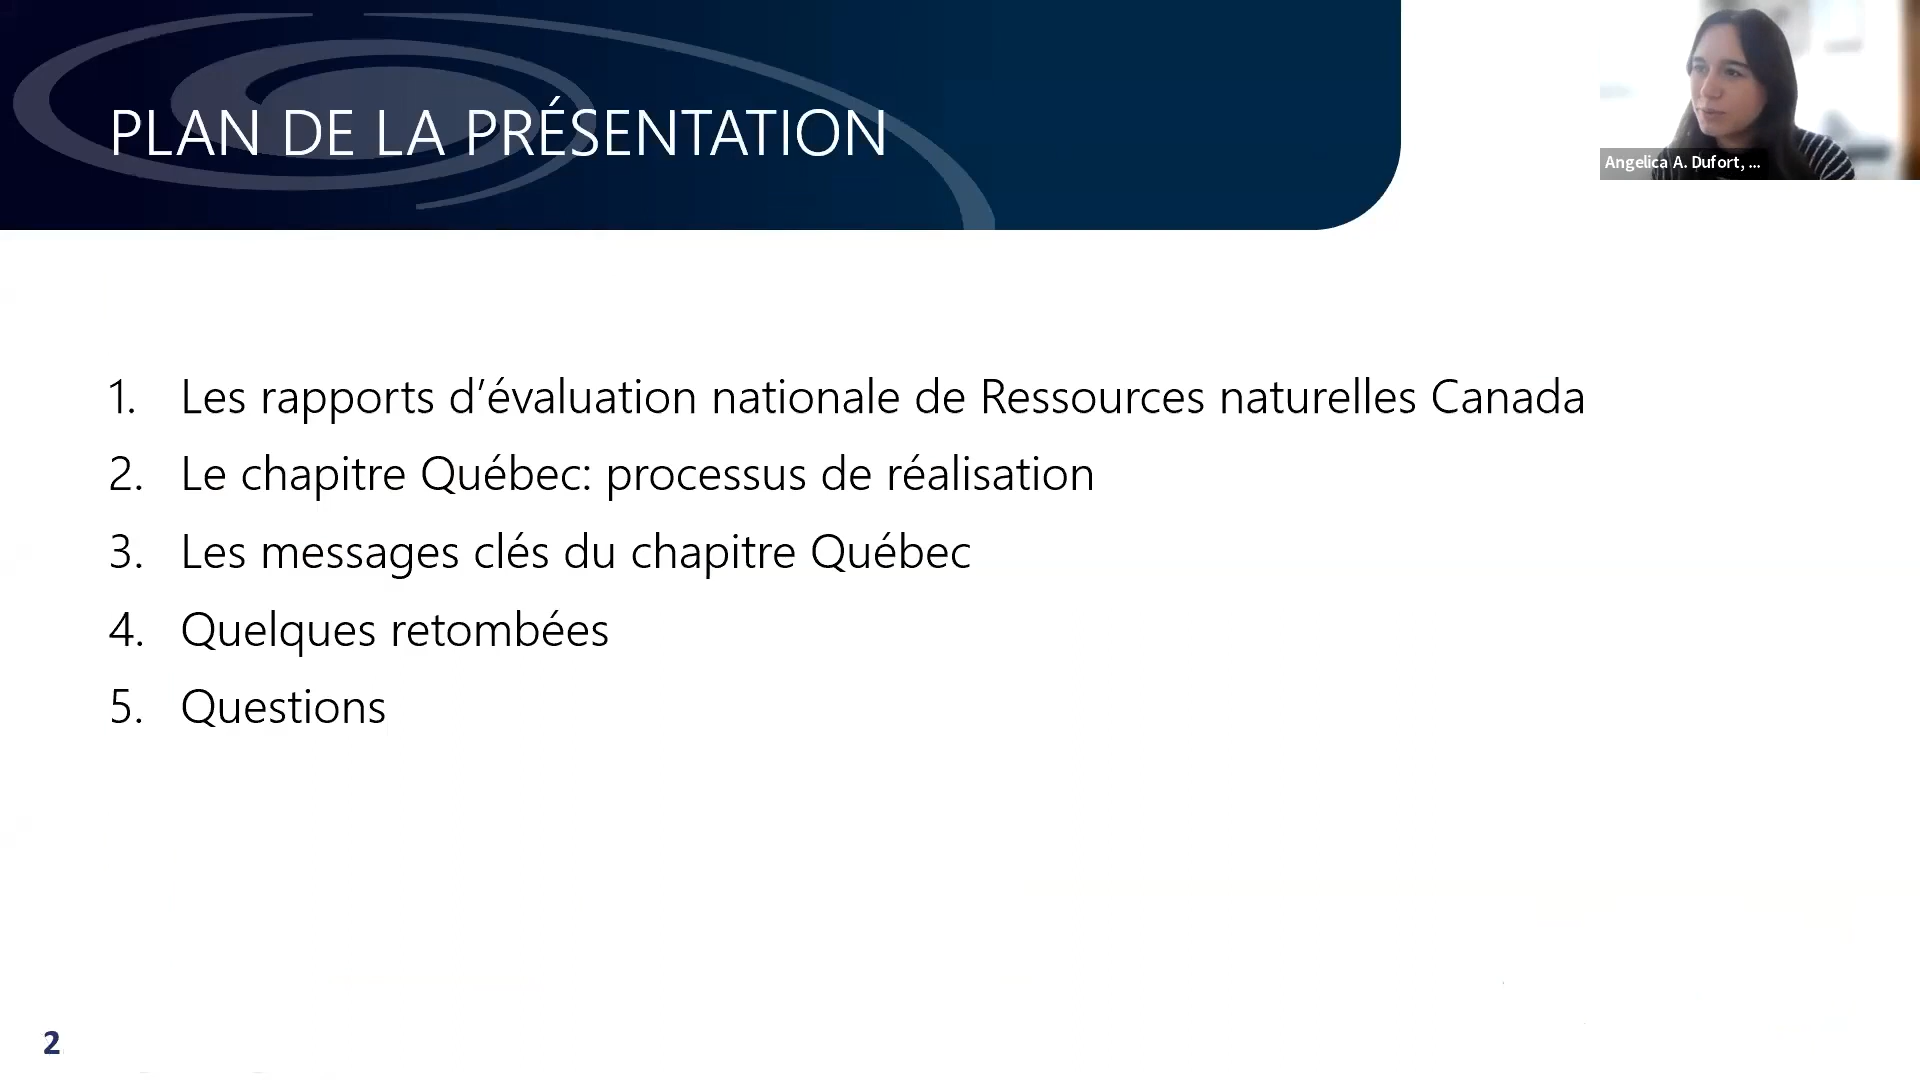 PLAN DE LA PRÉSENTATION
Angelica A. Dufort, ...
1. Les rapports d’évaluation nationale de Ressources naturelles Canada
2. Le chapitre Québec: processus de réalisation
3. Les messages clés du chapitre Québec
4. Quelques retombées
5. Questions
2